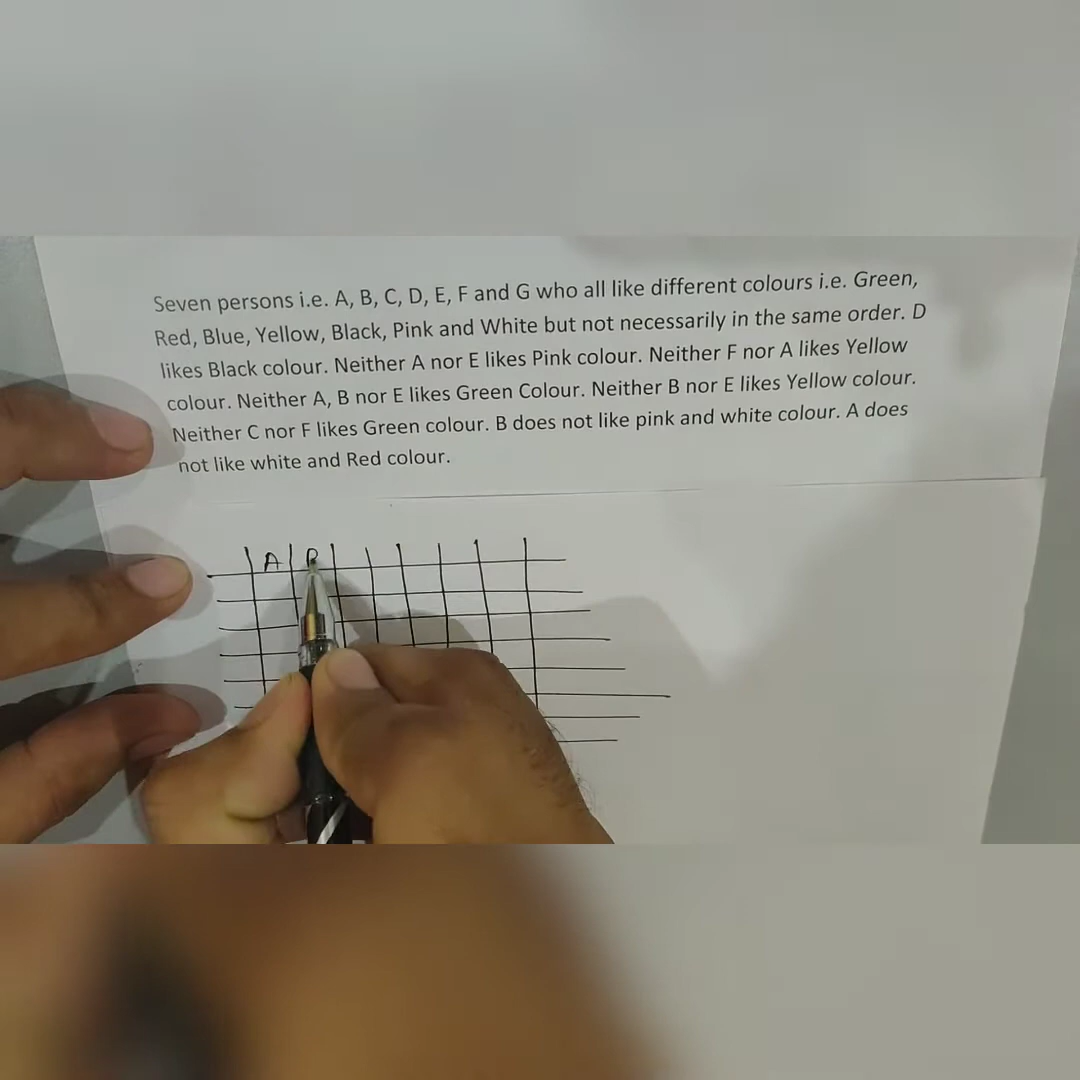 Seven persons i.e. A, B, C, D, E, F and G who all like different colours i.e. Green,
Red, Blue, Yellow, Black, Pink and White but not necessarily in the same order. D
likes Black colour. Neither A nor E likes Pink colour. Neither F nor A likes Yellow
colour. Neither A, B nor E likes Green Colour. Neither B nor E likes Yellow colour.
Neither C nor F likes Green colour. B does not like pink and white colour. A does
not like white and Red colour.
A B